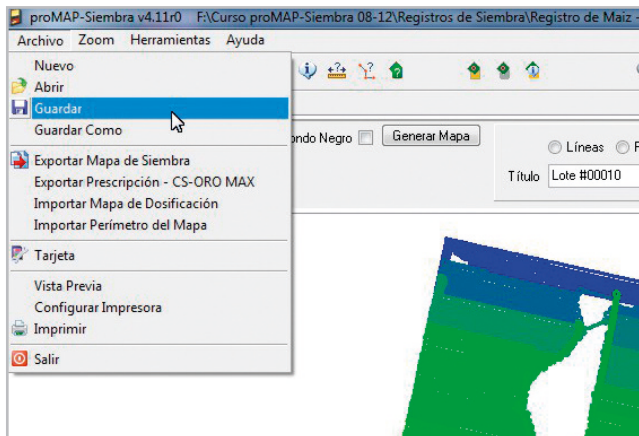 proMAP-Siembra v4.11r0 F:\Curso proMAP-Siembra 08-12\Registros de Siembra\Registro de Maiz -
Archivo Zoom Herramientas Ayuda
Nuevo
Abrir
Guardar
Guardar Como
Exportar Mapa de Siembra
Exportar Prescripción - CS-ORO MAX
Importar Mapa de Dosificación
Importar Perímetro del Mapa
Tarjeta
Vista Previa
Configurar Impresora
Imprimir
Salir
ondo Negro Generar Mapa
Líneas
Título Lote #00010